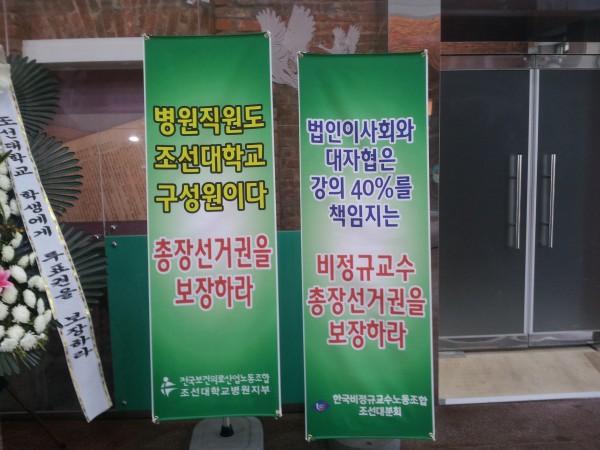 조선대학교 학생에게 투표권을 보장하라
병원직원도
조선대학교
구성원이다
총장선거권을
보장하라
전국보건의료산업노동조합
조선대학교병원지부
법인이사회와
대자협은
강의 40%를
책임지는
비정규교수
총장선거권을
보장하라
한국비정규교수노동조합
조선대분회